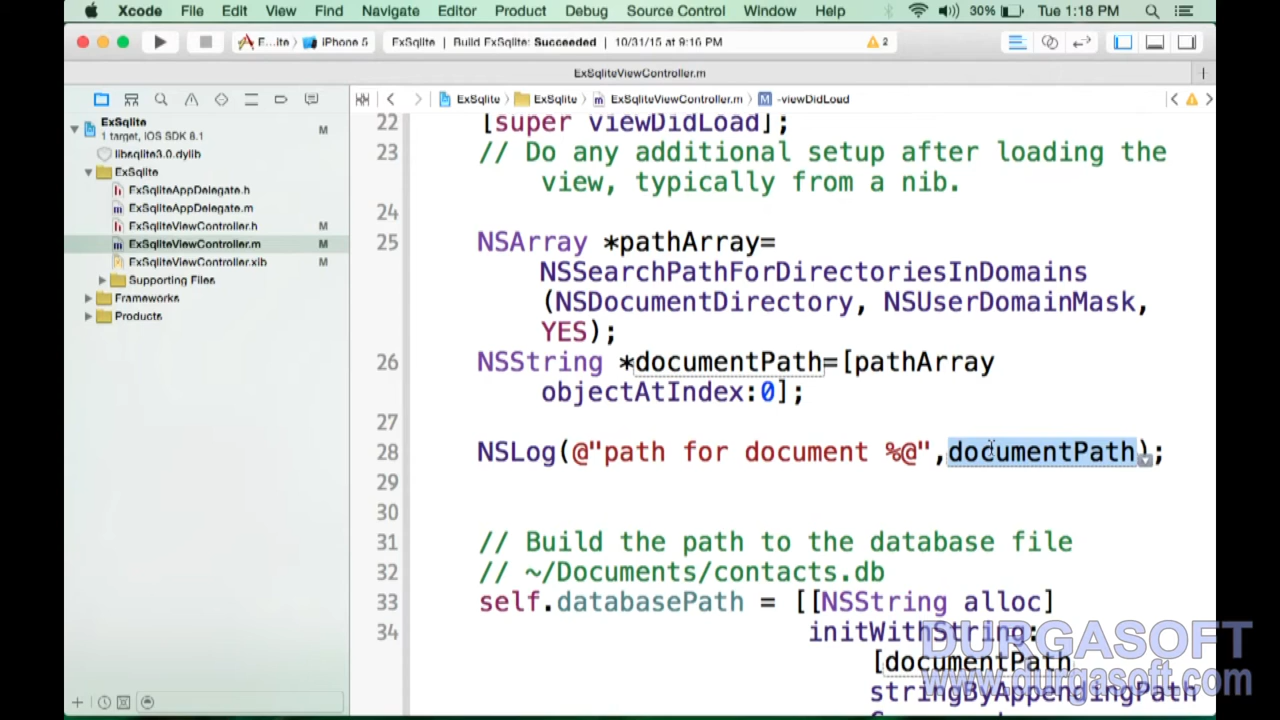 Xcode File Edit View Find Navigate Editor Product Debug Source Control Window Help 30% Tue 1:18 PM
E...ite iPhone 5 ExSqlite | Build ExSqlite: Succeeded | 10/31/15 at 9:16 PM 2
ExSqliteViewController.m
ExSqlite ExSqlite ExSqliteViewController.m -viewDidLoad
ExSqlite M
1 target, iOS SDK 8.1
libsqlite3.0.dylib
ExSqlite
ExSqliteAppDelegate.h
ExSqliteAppDelegate.m
ExSqliteViewController.h M
ExSqliteViewController.m M
ExSqliteViewController.xib M
Supporting Files
Frameworks
Products
22 [super viewDidLoad];
23 // Do any additional setup after loading the
view, typically from a nib.
24
25 NSArray *pathArray=
NSSearchPathForDirectoriesInDomains
(NSDocumentDirectory, NSUserDomainMask,
YES);
26 NSString *documentPath=[pathArray
objectAtIndex:0];
27
28 NSLog(@"path for document %@",documentPath);
29
30
31 // Build the path to the database file
32 // ~/Documents/contacts.db
33 self.databasePath = [[NSString alloc]
34 initWithString:
[documentPath
stringByAppendingPath
DURGASOFT
www.durgasoft.com